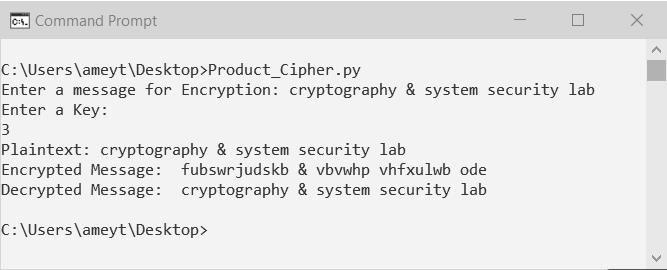 Command Prompt
C:\Users\ameyt\Desktop>Product_Cipher.py
Enter a message for Encryption: cryptography & system security lab
Enter a Key:
3
Plaintext: cryptography & system security lab
Encrypted Message:  fubswrjudskb & vbvwhp vhfxulwb ode
Decrypted Message:  cryptography & system security lab
C:\Users\ameyt\Desktop>